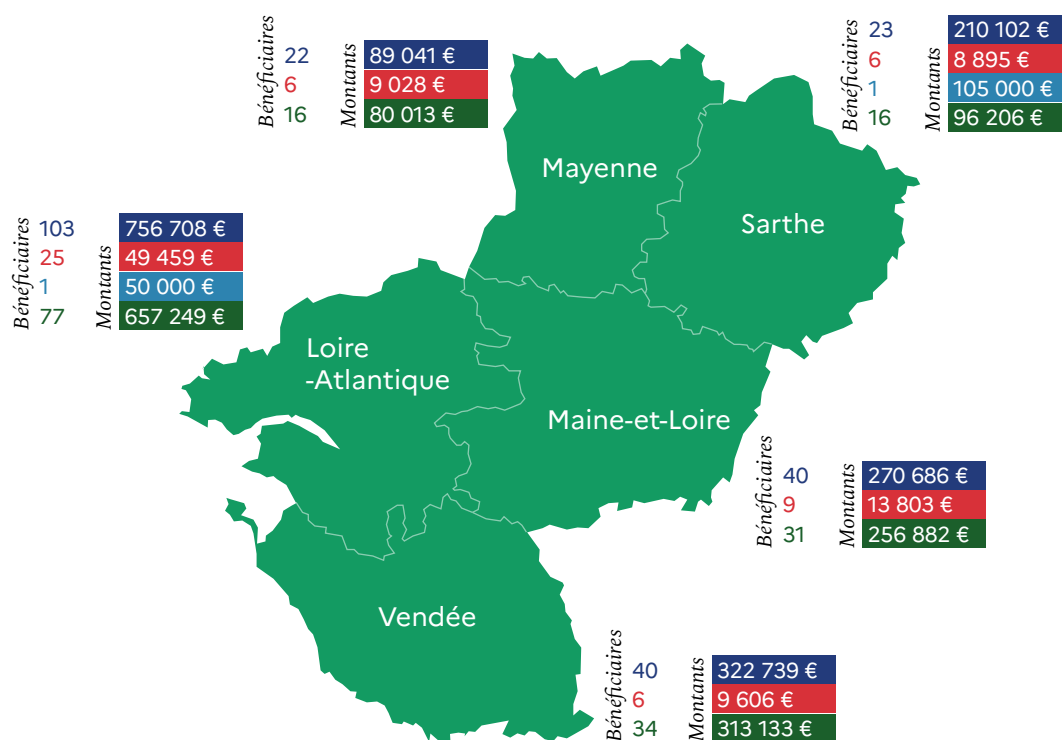 Bénéficiaires
22
6
16
Montants
89 041 €
9 028 €
80 013 €
Bénéficiaires
23
6
1
16
Montants
210 102 €
8 895 €
105 000 €
96 206 €
Mayenne
Sarthe
Bénéficiaires
103
25
1
77
Montants
756 708 €
49 459 €
50 000 €
657 249 €
Loire
-Atlantique
Maine-et-Loire
Bénéficiaires
40
9
31
Montants
270 686 €
13 803 €
256 882 €
Vendée
Bénéficiaires
40
6
34
Montants
322 739 €
9 606 €
313 133 €